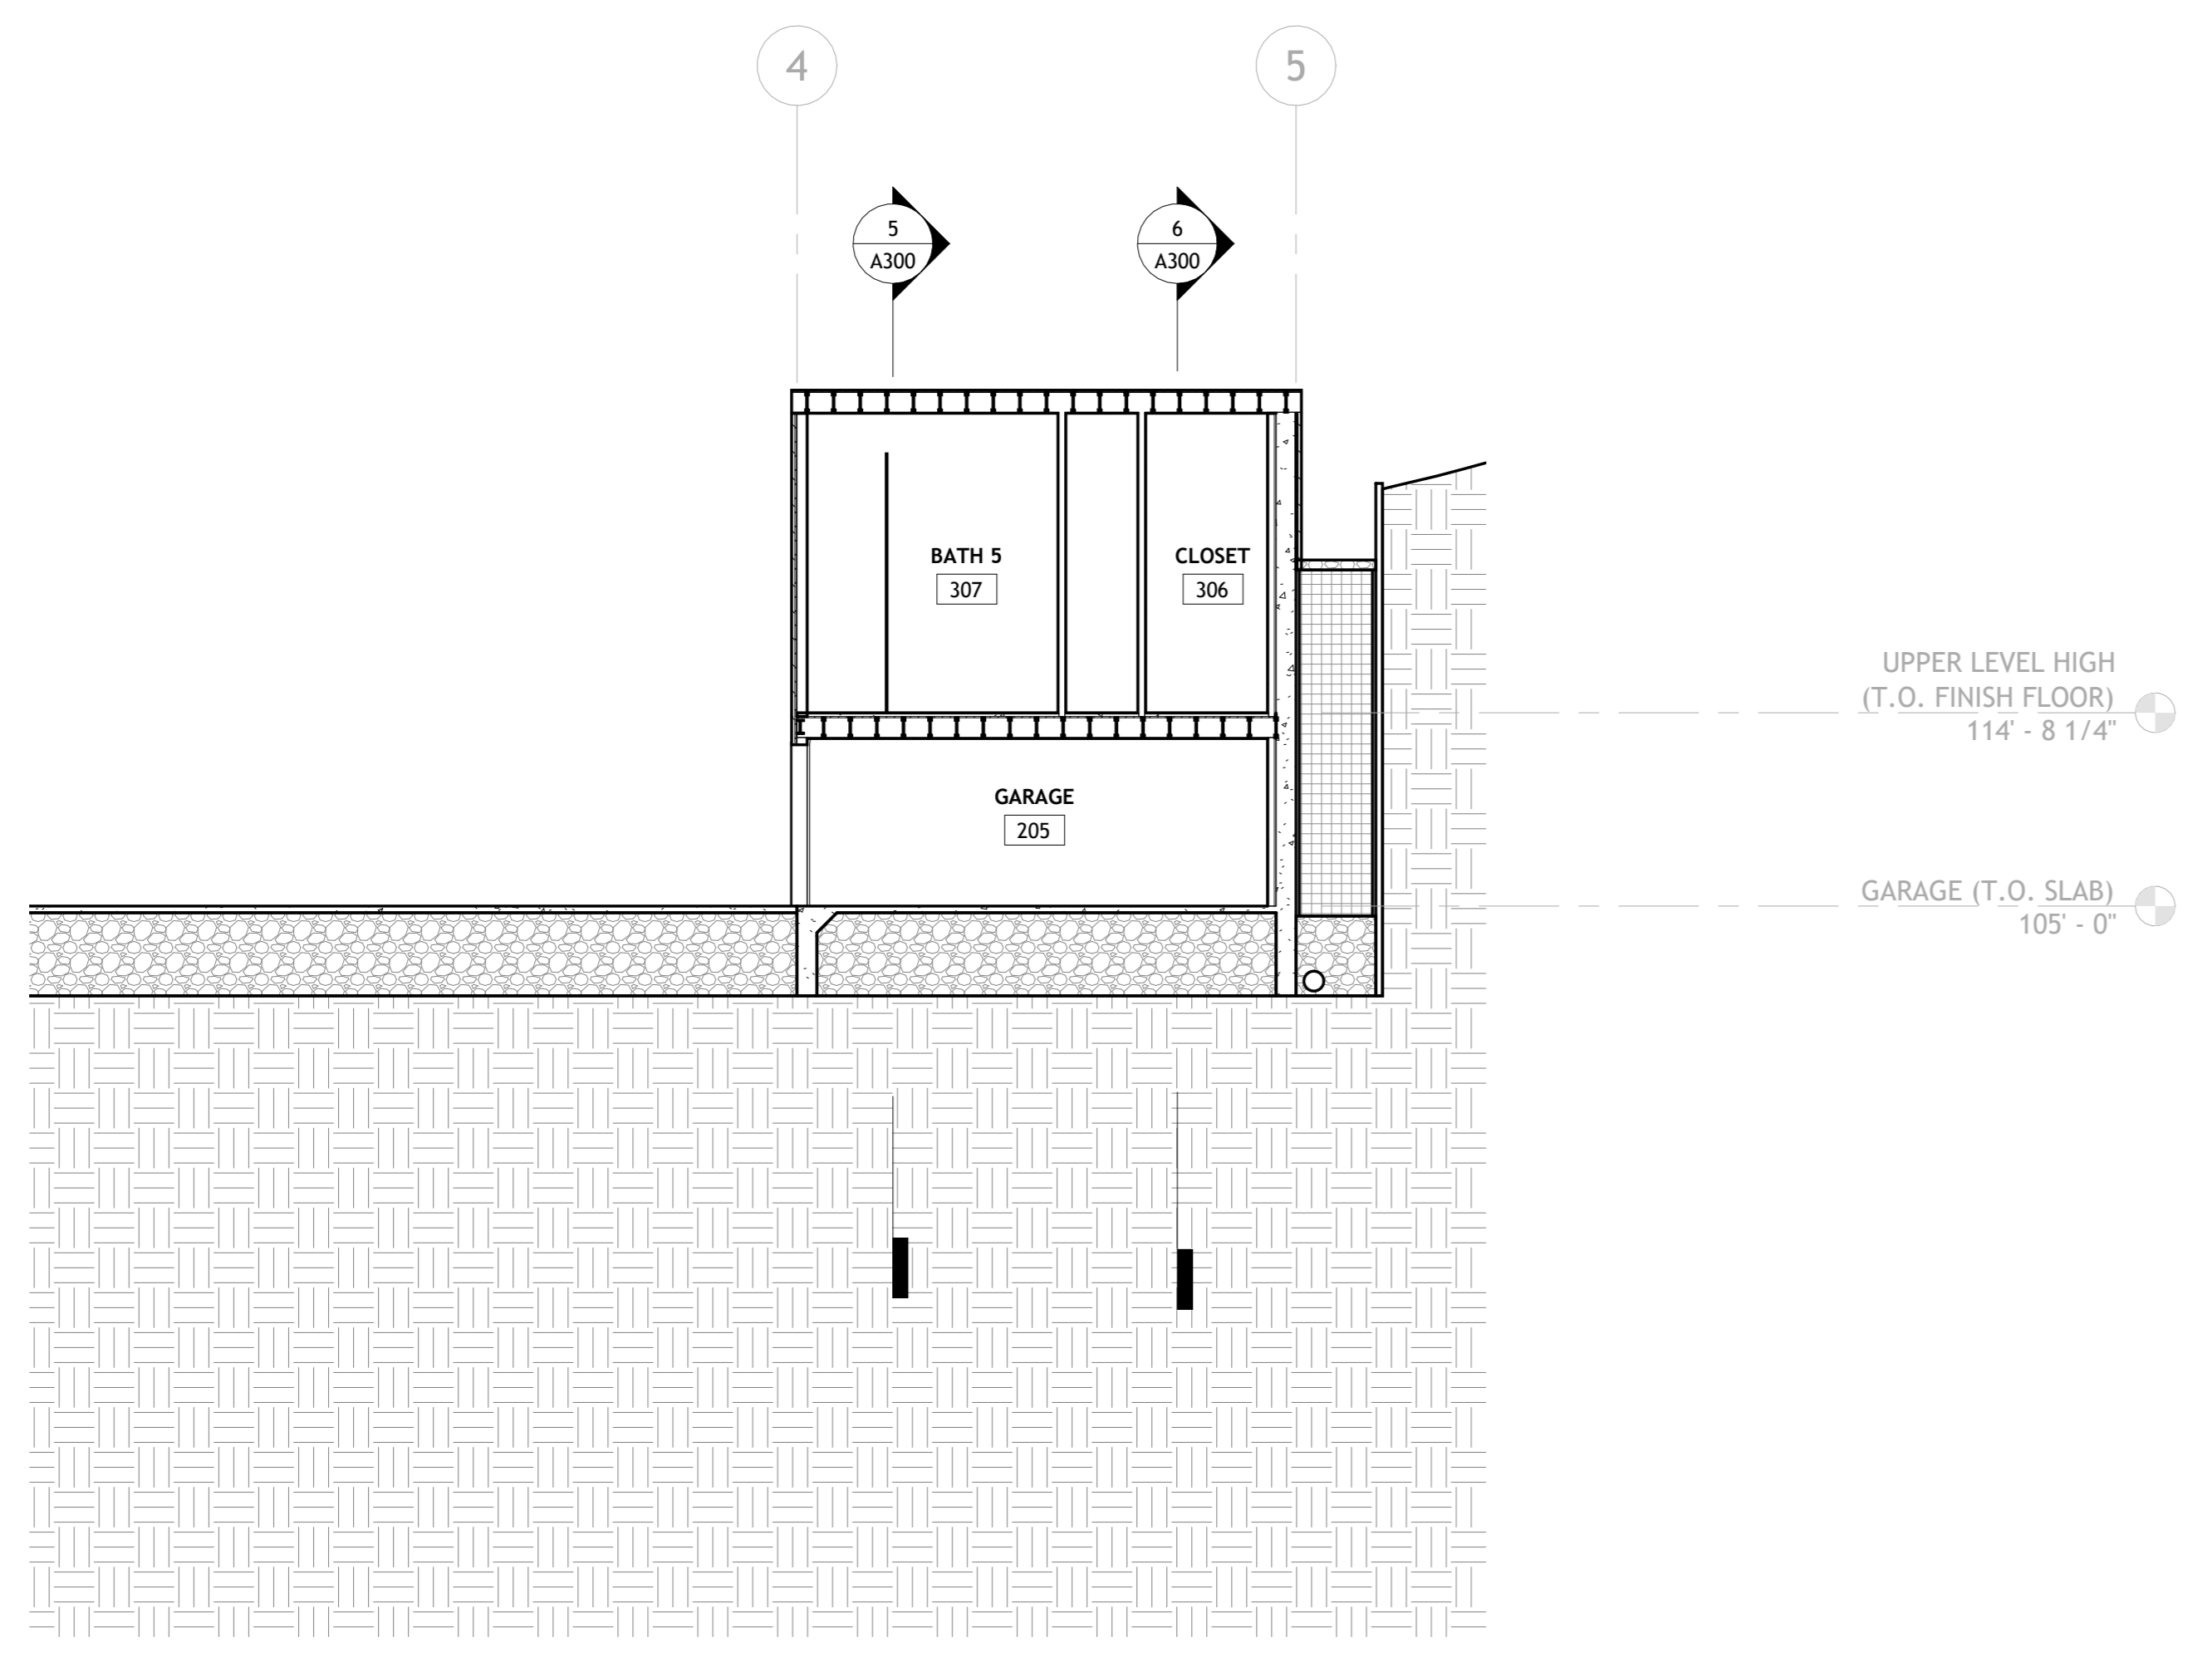 4
5
5
A300
6
A300
BATH 5
307
CLOSET
306
UPPER LEVEL HIGH
(T.O. FINISH FLOOR)
114' - 8 1/4"
GARAGE
205
GARAGE (T.O. SLAB)
105' - 0"